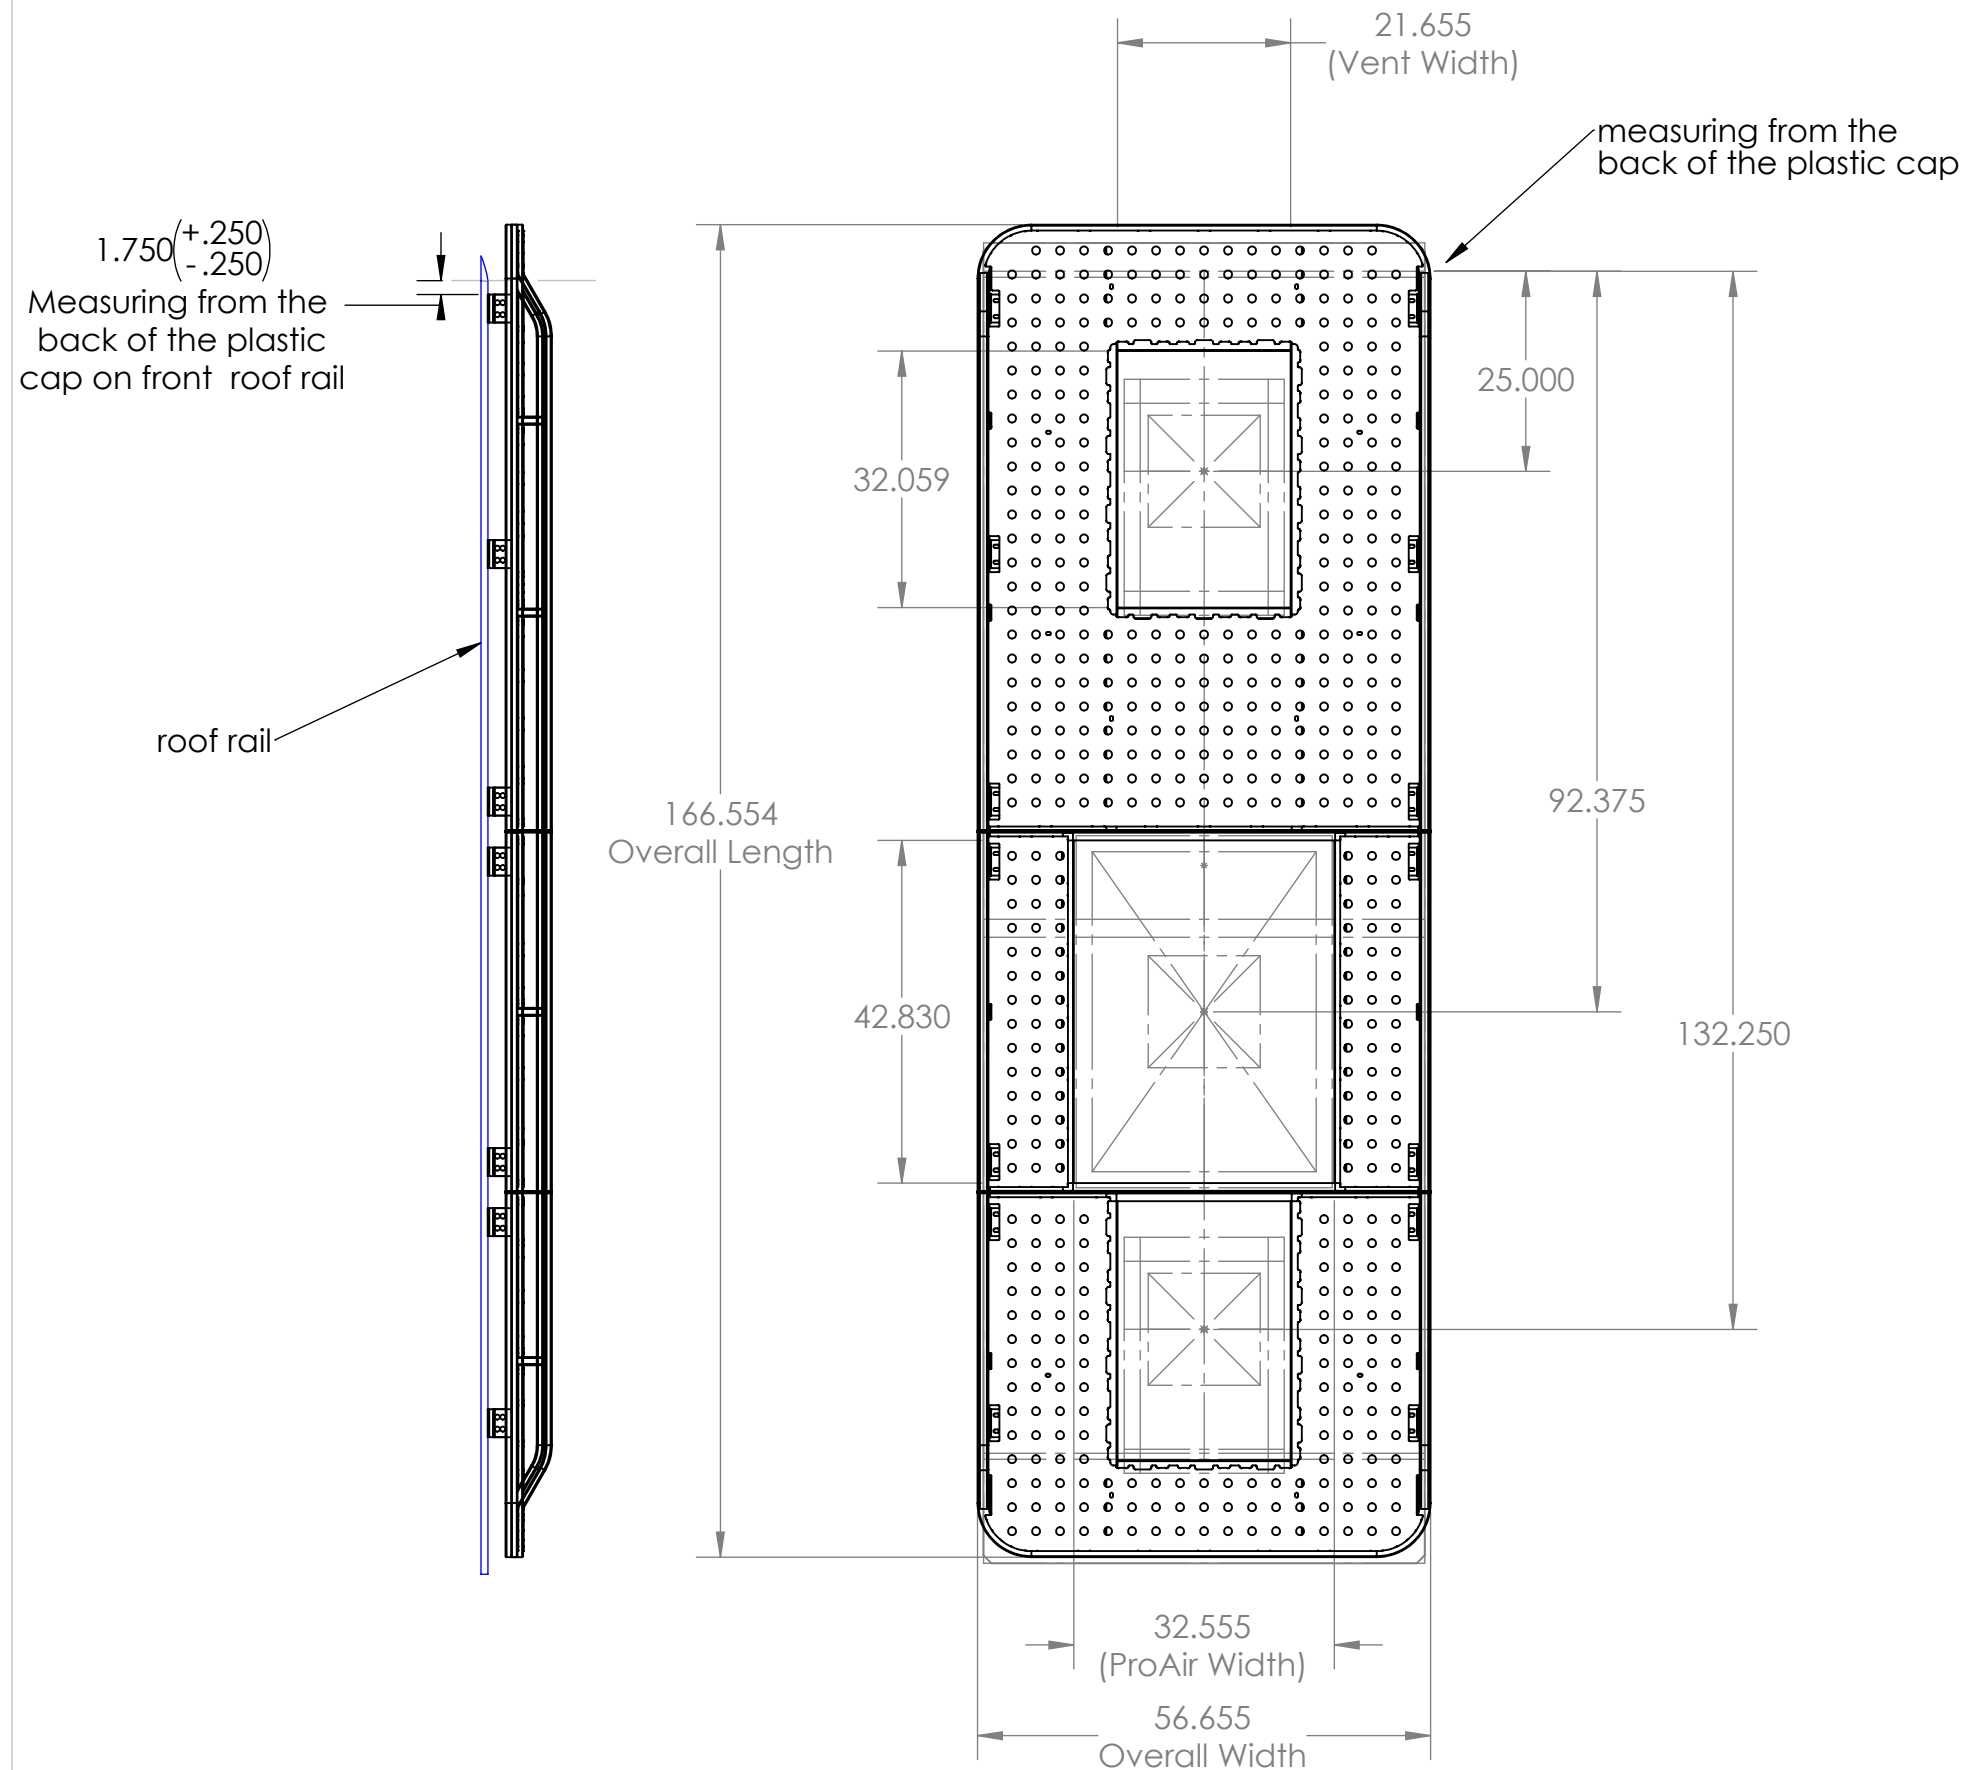 21.655
(Vent Width)
measuring from the
back of the plastic cap
1.750(+.250)
-.250
Measuring from the
back of the plastic
cap on front roof rail
25.000
32.059
roof rail
166.554
Overall Length
92.375
42.830
132.250
32.555
(ProAir Width)
56.655
Overall Width